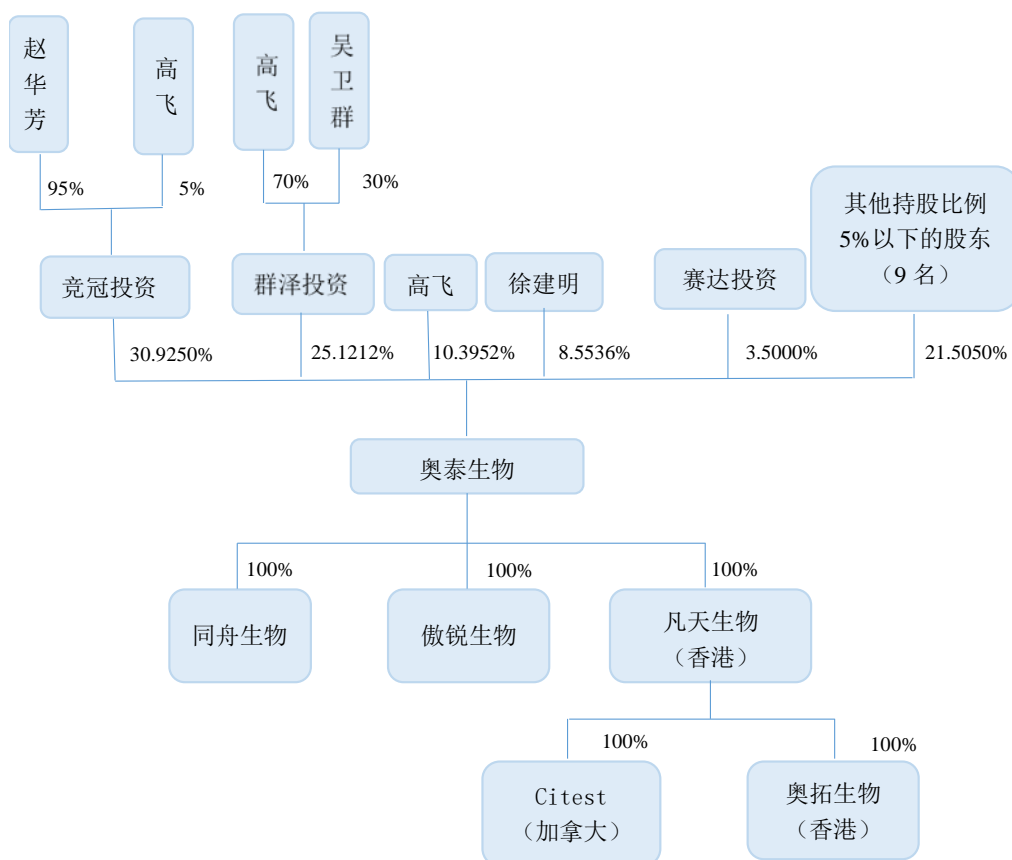 赵华芳
高飞
高飞
吴卫群
95%
5%
70%
30%
其他持股比例
5%以下的股东
（9 名）
竞冠投资
群泽投资
高飞
徐建明
赛达投资
30.9250%
25.1212%
10.3952%
8.5536%
3.5000%
21.5050%
奥泰生物
100%
100%
100%
同舟生物
傲锐生物
凡天生物
（香港）
100%
100%
Citest
（加拿大）
奥拓生物
（香港）